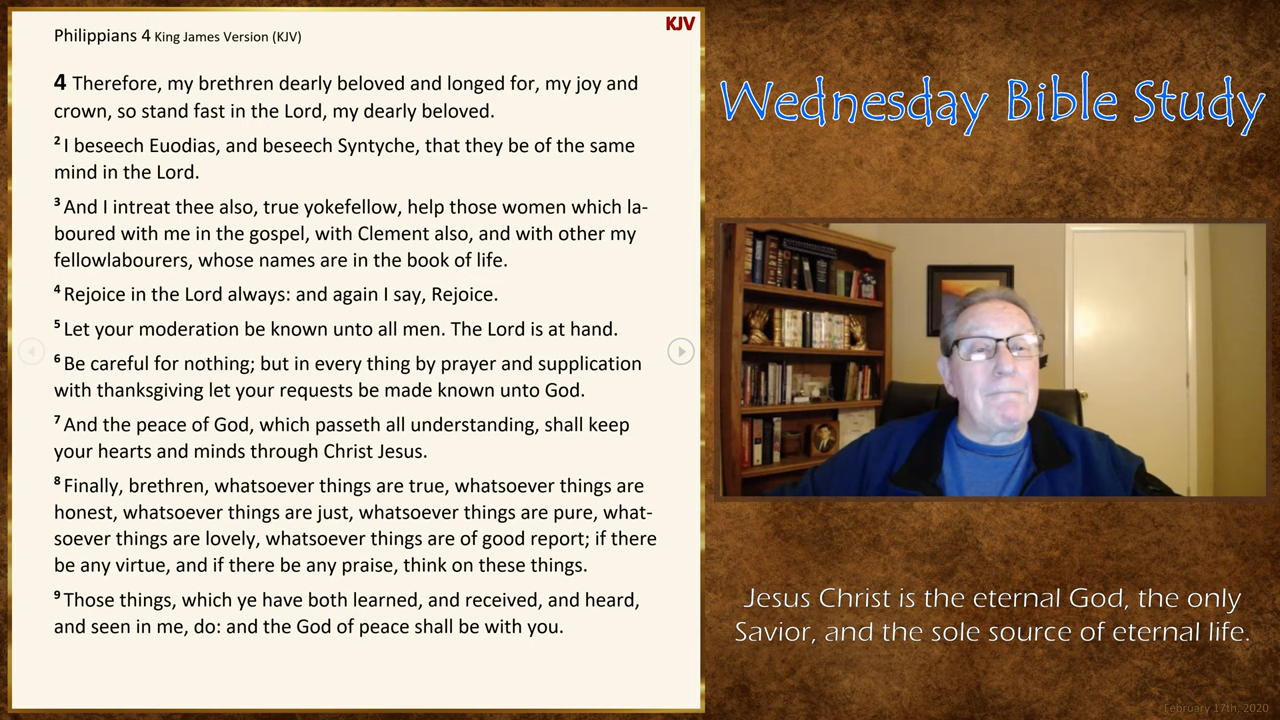 KJV
Philippians 4 King James Version (KJV)
4 Therefore, my brethren dearly beloved and longed for, my joy and
crown, so stand fast in the Lord, my dearly beloved.
2 I beseech Euodias, and beseech Syntyche, that they be of the same
mind in the Lord.
3 And I intreat thee also, true yokefellow, help those women which la-
boured with me in the gospel, with Clement also, and with other my
fellowlabourers, whose names are in the book of life.
4 Rejoice in the Lord always: and again I say, Rejoice.
5 Let your moderation be known unto all men. The Lord is at hand.
6 Be careful for nothing; but in every thing by prayer and supplication
with thanksgiving let your requests be made known unto God.
7 And the peace of God, which passeth all understanding, shall keep
your hearts and minds through Christ Jesus.
8 Finally, brethren, whatsoever things are true, whatsoever things are
honest, whatsoever things are just, whatsoever things are pure, what-
soever things are lovely, whatsoever things are of good report; if there
be any virtue, and if there be any praise, think on these things.
9 Those things, which ye have both learned, and received, and heard,
and seen in me, do: and the God of peace shall be with you.
Wednesday Bible Study
Jesus Christ is the eternal God, the only
Savior, and the sole source of eternal life.
February 17th, 2020